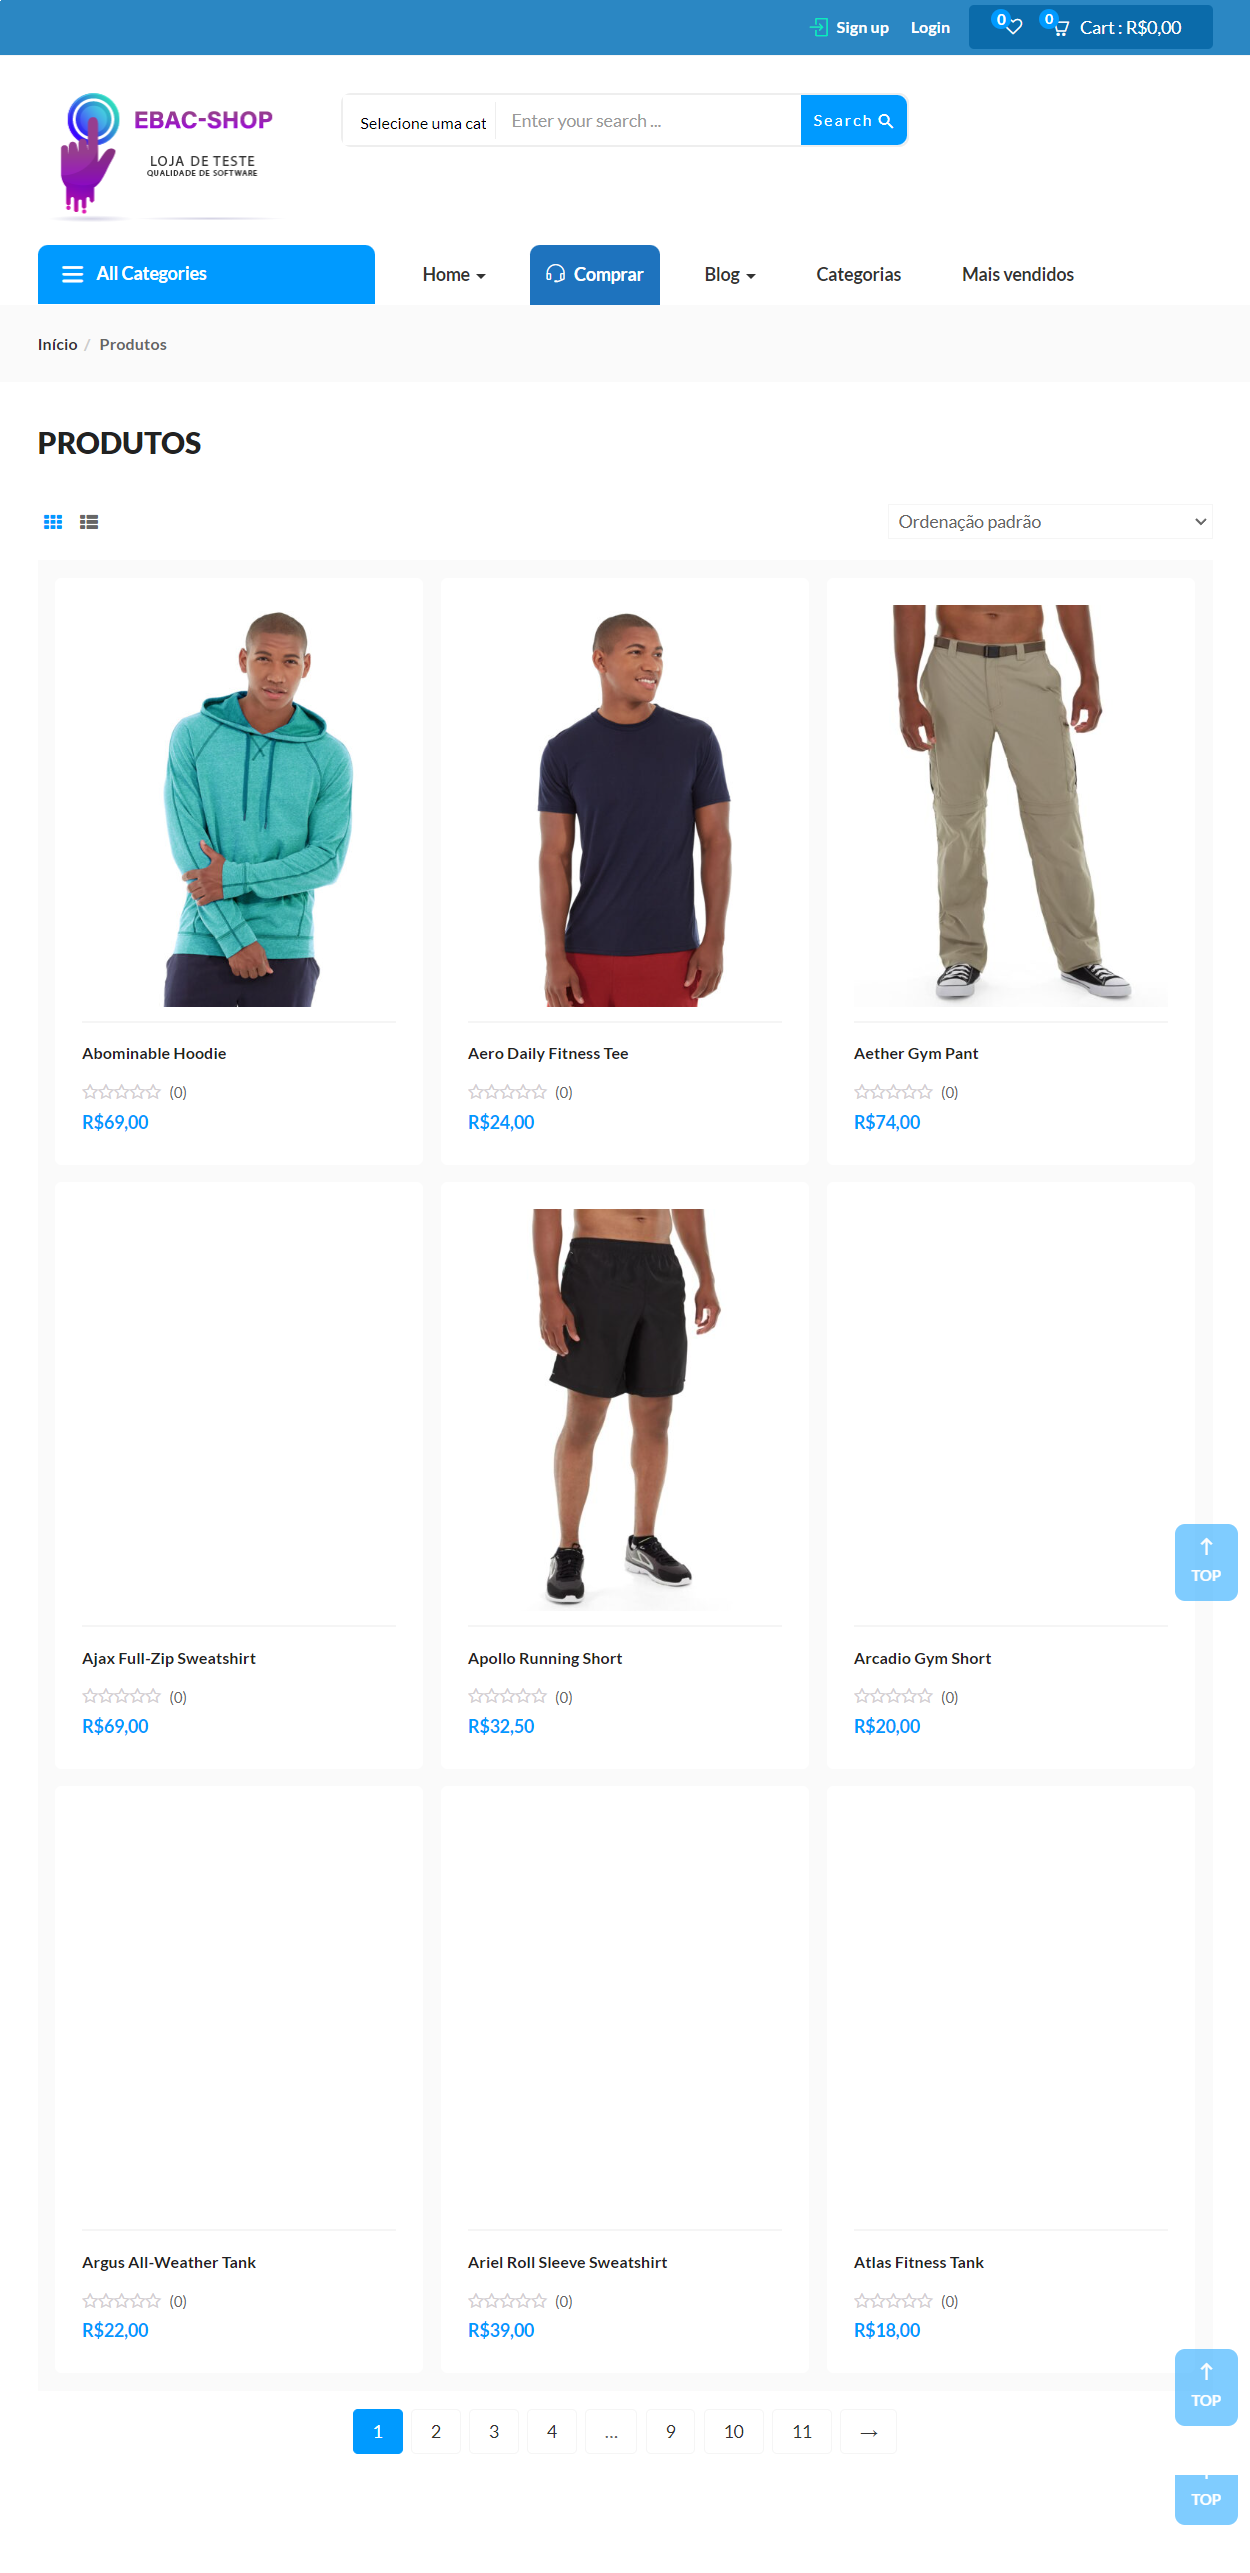 Sign up
Login
0
0
Cart : R$0,00
EBAC-SHOP
LOJA DE TESTE
QUALIDADE DE SOFTWARE
Selecione uma cat
Enter your search ...
Search
All Categories
Home
Comprar
Blog
Categorias
Mais vendidos
Início / Produtos
PRODUTOS
Ordenação padrão
Abominable Hoodie
(0)
R$69,00
Aero Daily Fitness Tee
(0)
R$24,00
Aether Gym Pant
(0)
R$74,00
Ajax Full-Zip Sweatshirt
(0)
R$69,00
Apollo Running Short
(0)
R$32,50
Arcadio Gym Short
(0)
R$20,00
TOP
Argus All-Weather Tank
(0)
R$22,00
Ariel Roll Sleeve Sweatshirt
(0)
R$39,00
Atlas Fitness Tank
(0)
R$18,00
TOP
1 2 3 4 ... 9 10 11 →
TOP